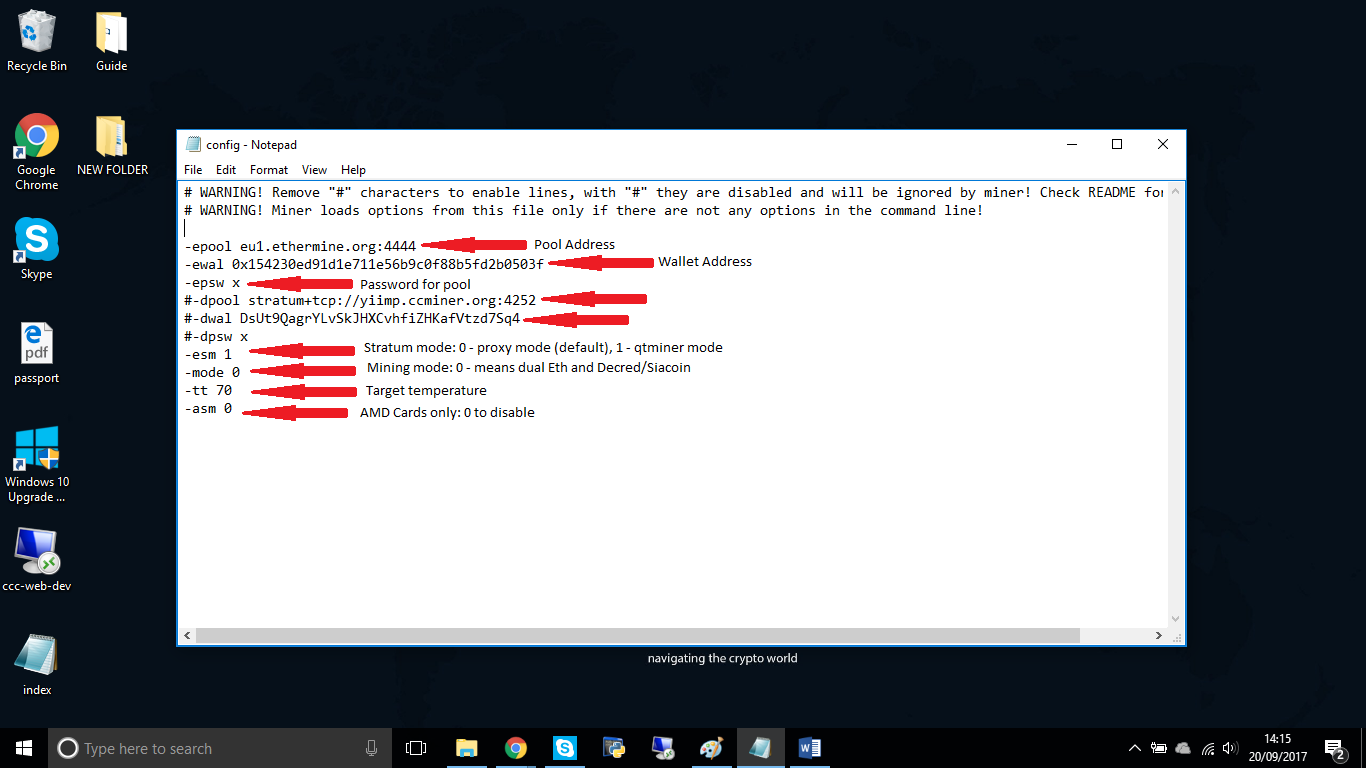 Recycle Bin
Guide
Google
Chrome
NEW FOLDER
Skype
pdf
passport
Windows 10
Upgrade ...
ccc-web-dev
index
config - Notepad
File Edit Format View Help
# WARNING! Remove "#" characters to enable lines, with "#" they are disabled and will be ignored by miner! Check README for
# WARNING! Miner loads options from this file only if there are not any options in the command line!
-epool eu1.ethermine.org:4444 Pool Address
-ewal 0x154230ed91d1e711e56b9c0f88b5fd2b0503f Wallet Address
-epsw x Password for pool
#-dpool stratum+tcp://yiimp.ccminer.org:4252
#-dwal DsUt9QagrYLvSkJHXCvhfiZHKafVtzd7Sq4
#-dpsw x
-esm 1 Stratum mode: 0 - proxy mode (default), 1 - qtminer mode
-mode 0 Mining mode: 0 - means dual Eth and Decred/Siacoin
-tt 70 Target temperature
-asm 0 AMD Cards only: 0 to disable
navigating the crypto world
Type here to search
14:15
20/09/2017
2